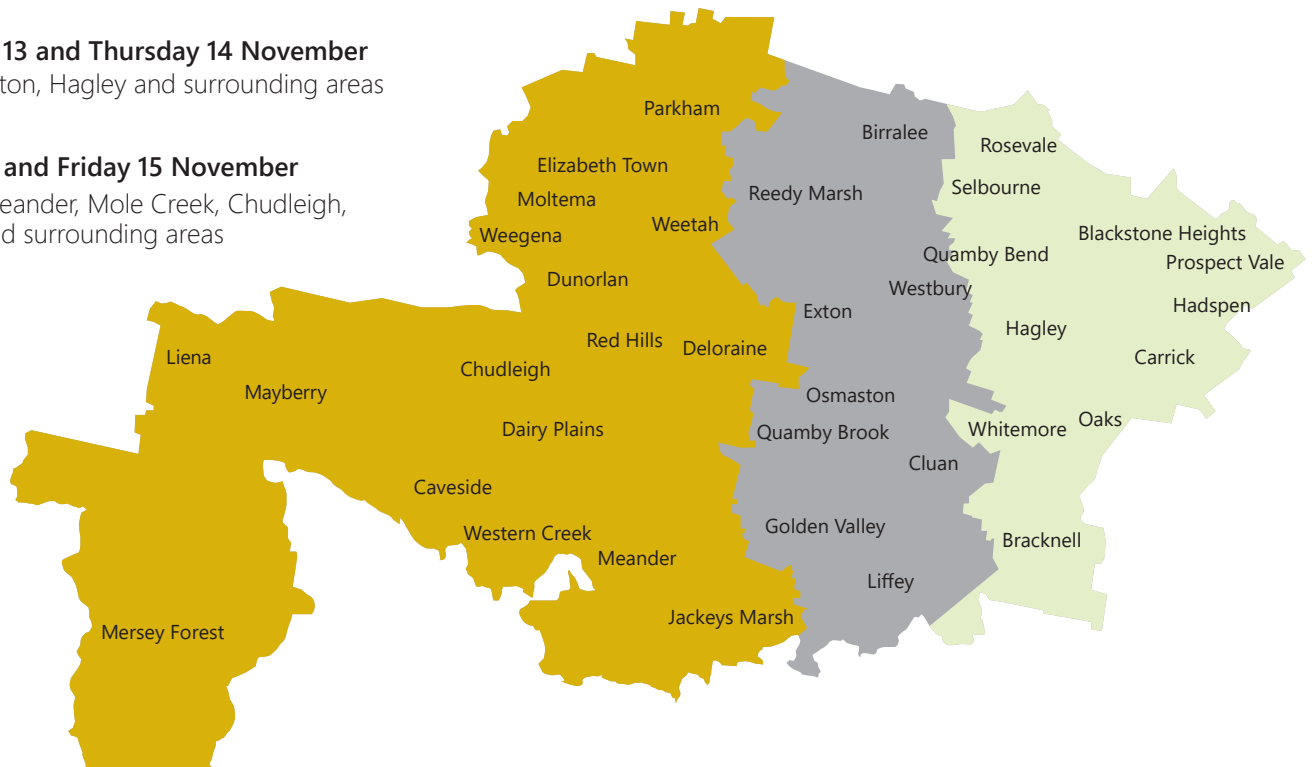 13 and Thursday 14 November
ton, Hagley and surrounding areas
and Friday 15 November
eander, Mole Creek, Chudleigh,
d surrounding areas
Parkham
Birralee
Rosevale
Elizabeth Town
Selbourne
Reedy Marsh
Moltema
Weetah
Weegena
Blackstone Heights
Quamby Bend
Prospect Vale
Dunorlan
Westbury
Hadspen
Exton
Hagley
Red Hills
Deloraine
Liena
Carrick
Chudleigh
Mayberry
Osmaston
Oaks
Dairy Plains
Quamby Brook
Whitemore
Cluan
Caveside
Golden Valley
Western Creek
Bracknell
Meander
Liffey
Jackeys Marsh
Mersey Forest